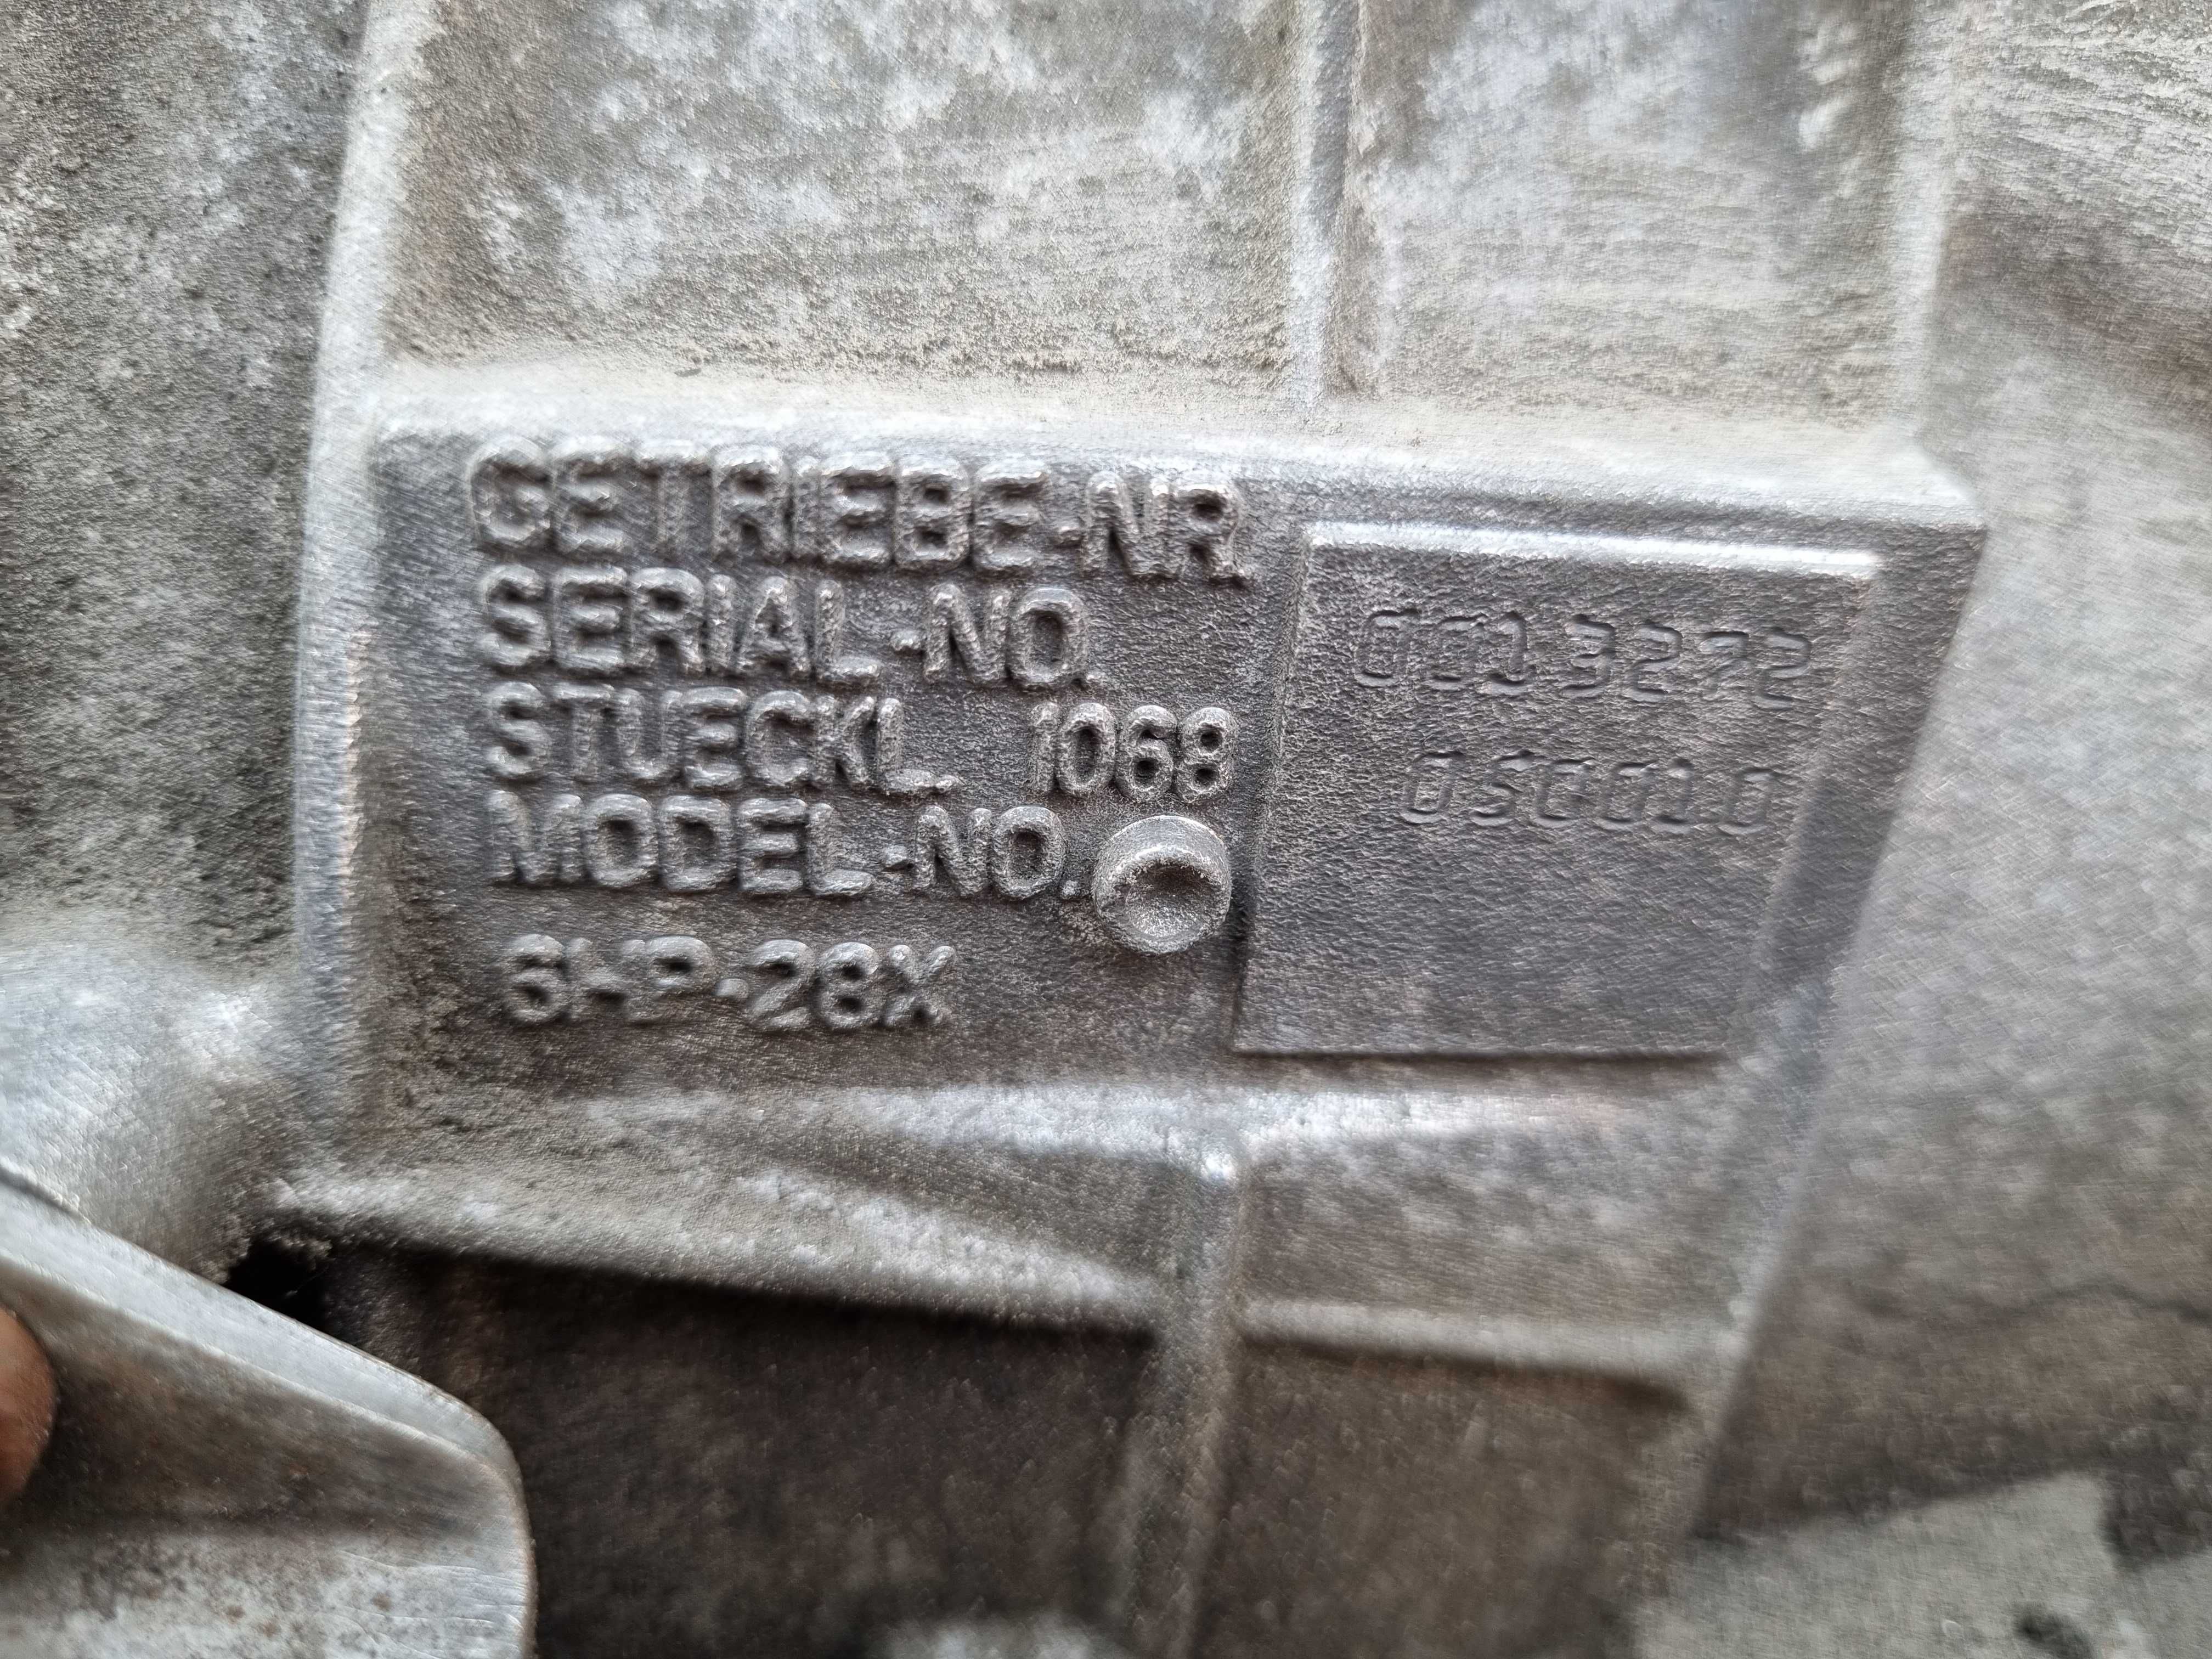 GETRIEBE-NR.
SERIAL-NO.
0013272
STUECKL. 1068
MODEL-NO.
050010
6HP-28X